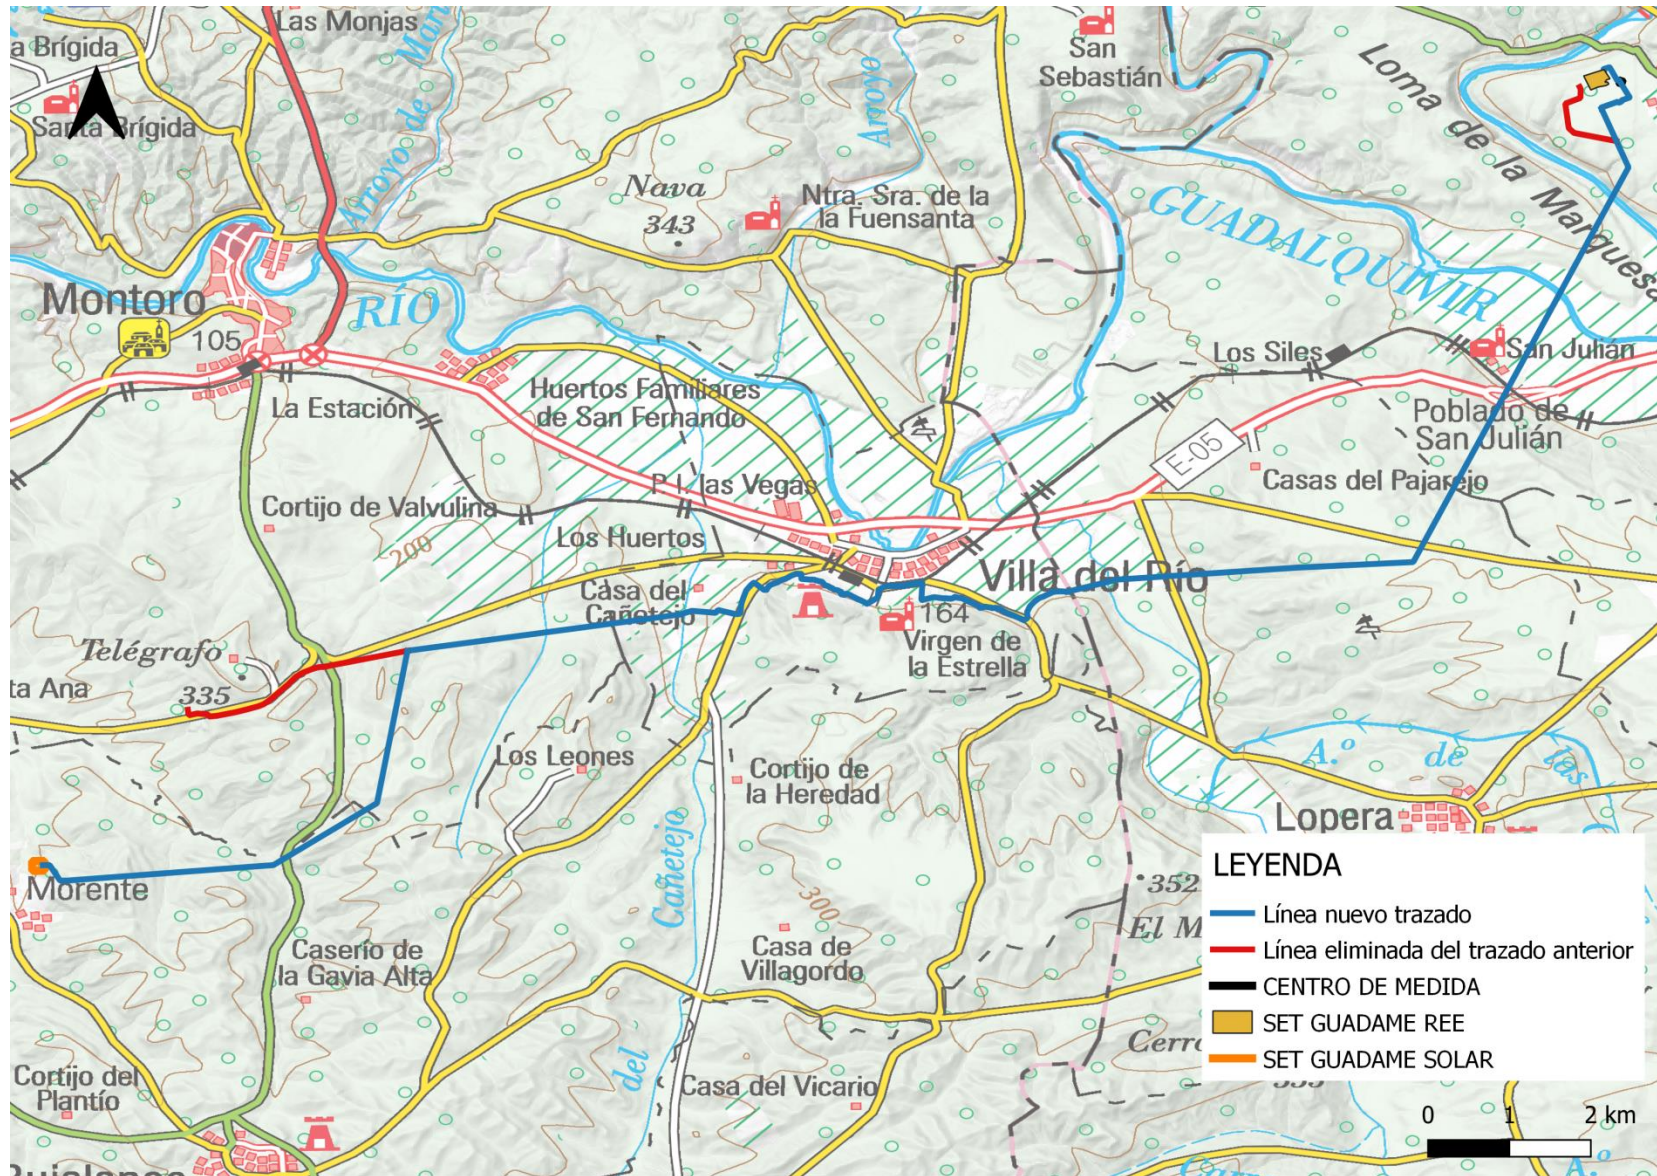 Las Monjas
a Brígida
Santa Brígida
Arroyo de Mon
Arroyo
San
Sebastián
Loma de la Marquesa
Nava
343
Ntra. Sra. de la
la Fuensanta
GUADALQUIVIR
Montoro
105
RÍO
La Estación
Huertos Familiares
de San Fernando
Los Siles
San Julián
Poblado de
San Julián
E-05
Casas del Pajarejo
Cortijo de Valvulina
P. I. las Vegas
200
Los Huertos
Casa del
Cañetejo
Villa del Río
164
Virgen de
la Estrella
Telégrafo
335
ta Ana
Los Leones
Cortijo de
la Heredad
A.º de las
Lopera
Morente
Cañetejo
del
300
352
El M
Caserío de
la Gavia Alta
Casa de
Villagordo
Cerro
Cortijo del
Plantío
Casa del Vicario
LEYENDA
Línea nuevo trazado
Línea eliminada del trazado anterior
CENTRO DE MEDIDA
SET GUADAME REE
SET GUADAME SOLAR
0 1 2 km
A.º